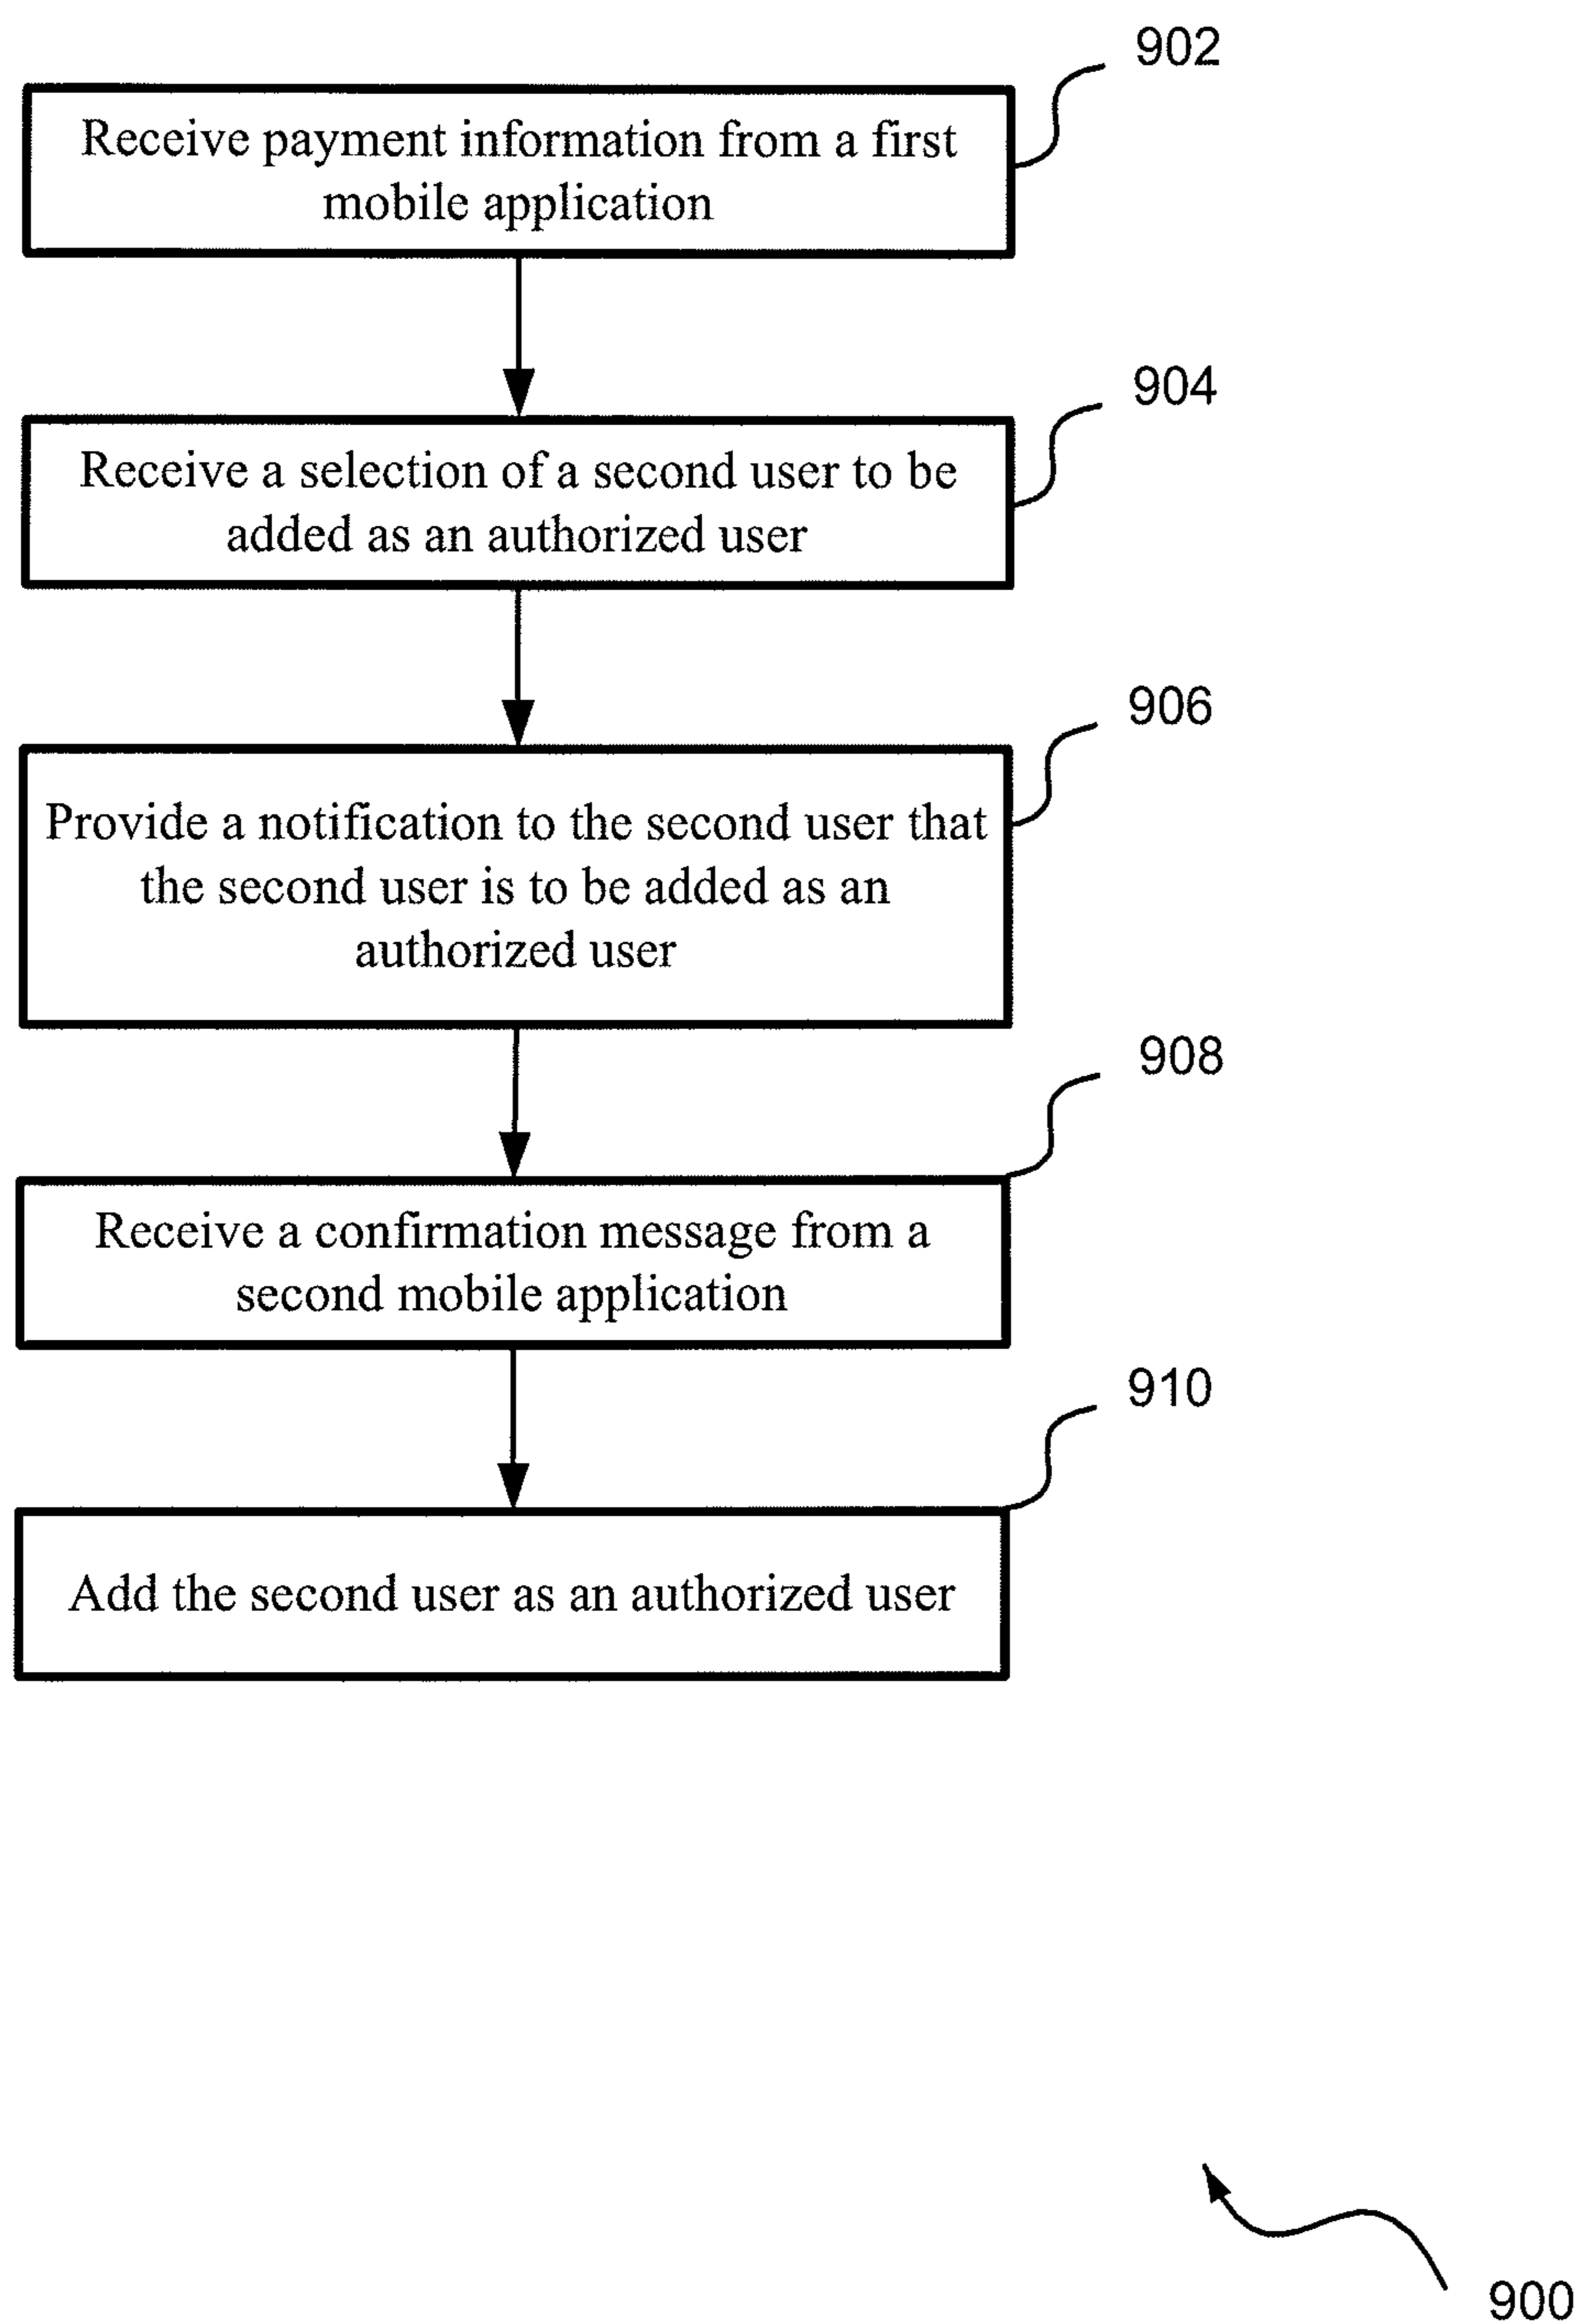 902
Receive payment information from a first
mobile application
904
Receive a selection of a second user to be
added as an authorized user
906
Provide a notification to the second user that
the second user is to be added as an
authorized user
908
Receive a confirmation message from a
second mobile application
910
Add the second user as an authorized user
900